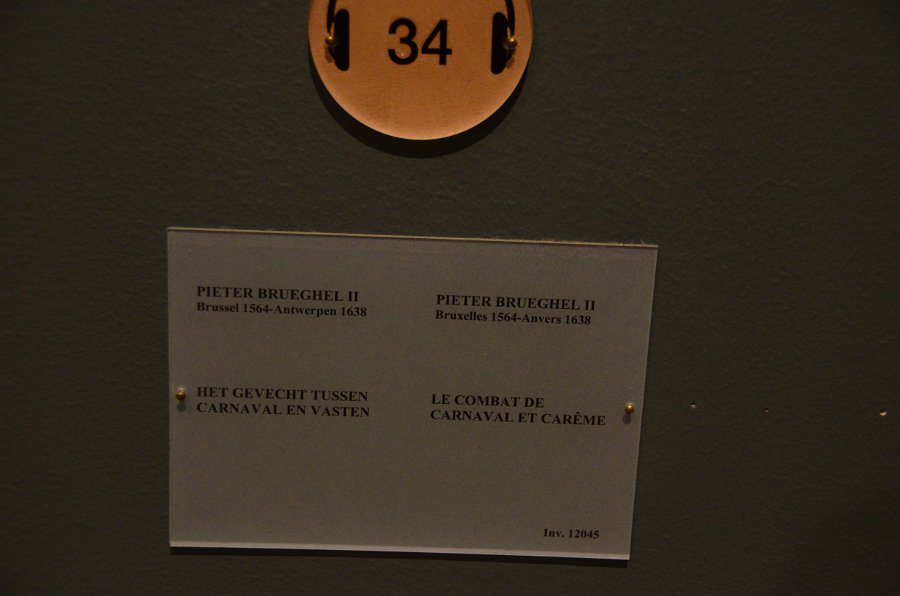 34
PIETER BRUEGHEL II
Brussel 1564-Antwerpen 1638
HET GEVECHT TUSSEN
CARNAVAL EN VASTEN
PIETER BRUEGHEL II
Bruxelles 1564-Anvers 1638
LE COMBAT DE
CARNAVAL ET CARÊME
Inv. 12045